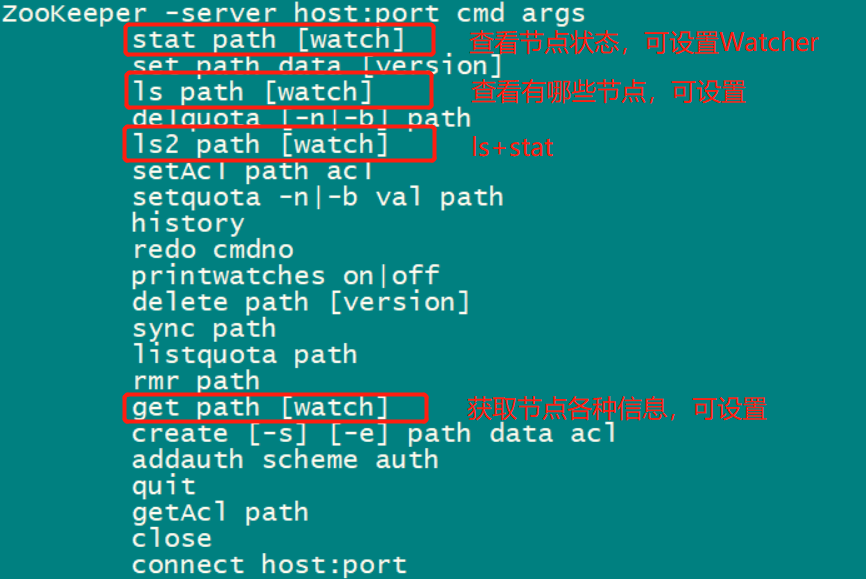 ZooKeeper -server host:port cmd args
stat path [watch] 查看节点状态，可设置Watcher
set path data [version]
ls path [watch] 查看有哪些节点，可设置
delquota [-n|-b] path
ls2 path [watch] ls+stat
setAcl path acl
setquota -n|-b val path
history
redo cmdno
printwatches on|off
delete path [version]
sync path
listquota path
rmr path
get path [watch] 获取节点各种信息，可设置
create [-s] [-e] path data acl
addauth scheme auth
quit
getAcl path
close
connect host:port